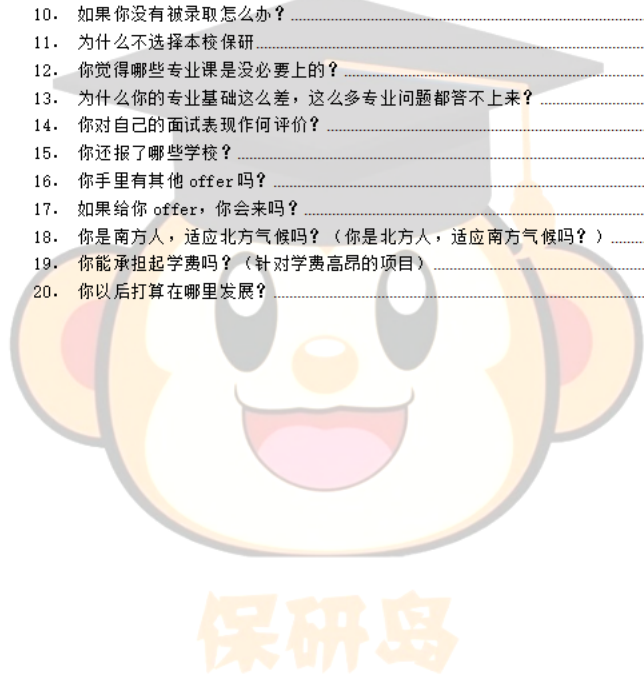 10. 如果你没有被录取怎么办？
11. 为什么不选择本校保研
12. 你觉得哪些专业课是没必要上的？
13. 为什么你的专业基础这么差，这么多专业问题都答不上来？
14. 你对自己的面试表现作何评价？
15. 你还报了哪些学校？
16. 你手里有其他 offer 吗？
17. 如果给你 offer，你会来吗？
18. 你是南方人，适应北方气候吗？（你是北方人，适应南方气候吗？）
19. 你能承担起学费吗？（针对学费高昂的项目）
20. 你以后打算在哪里发展？
保研岛